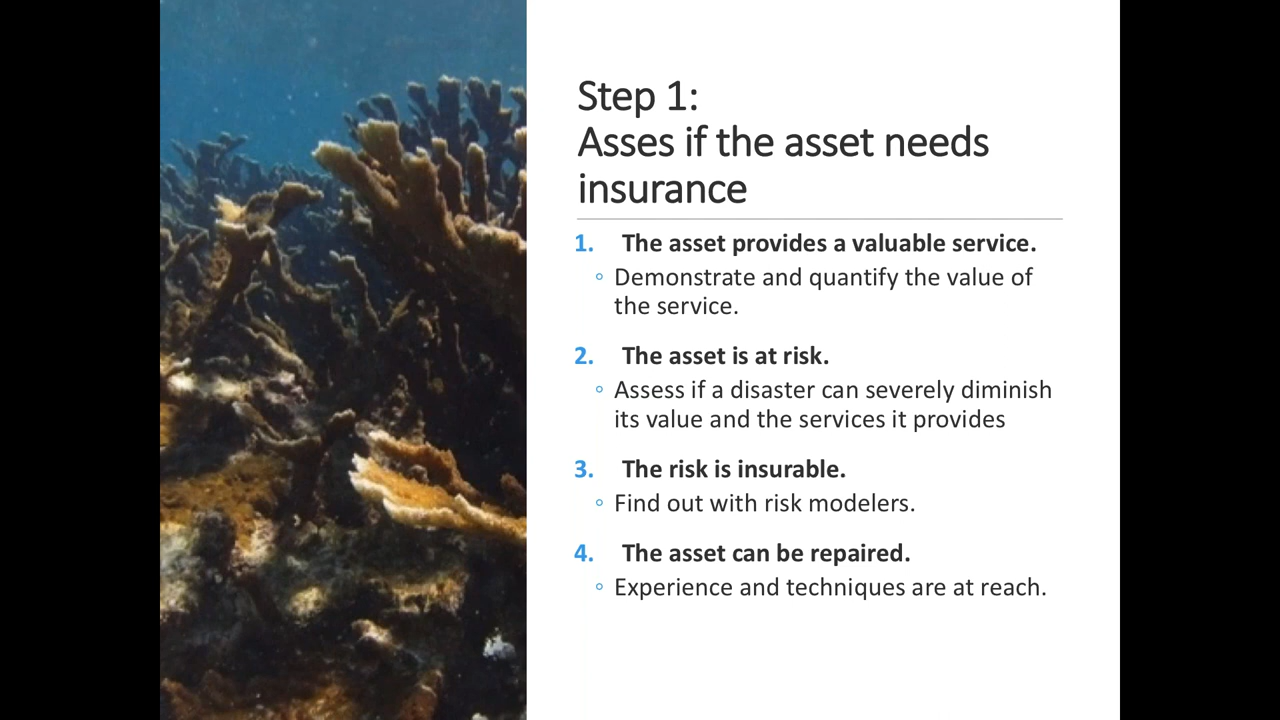 Step 1:
Asses if the asset needs
insurance
1. The asset provides a valuable service.
◦ Demonstrate and quantify the value of
the service.
2. The asset is at risk.
◦ Assess if a disaster can severely diminish
its value and the services it provides
3. The risk is insurable.
◦ Find out with risk modelers.
4. The asset can be repaired.
◦ Experience and techniques are at reach.